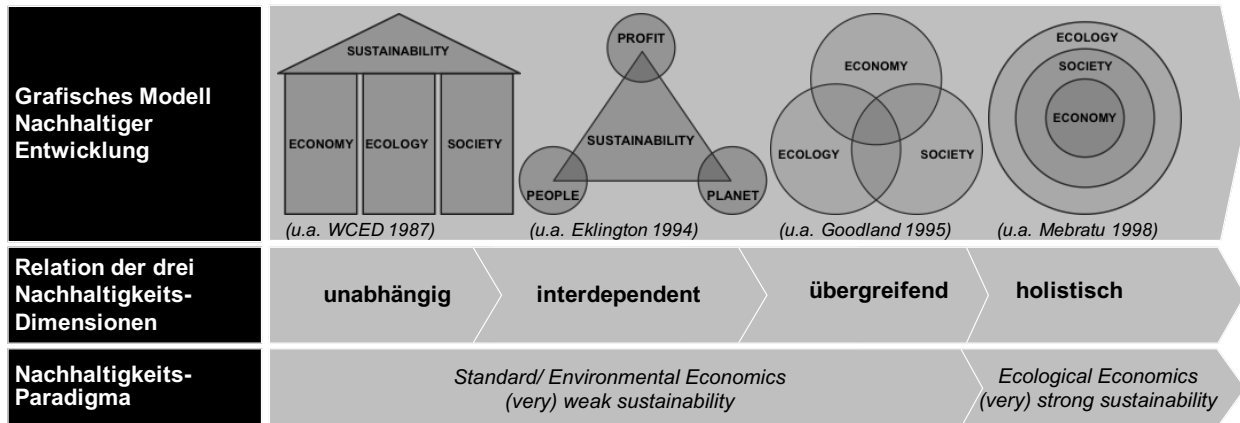 Grafisches Modell
Nachhaltiger
Entwicklung
SUSTAINABILITY
ECONOMY
ECOLOGY
SOCIETY
(u.a. WCED 1987)
PROFIT
SUSTAINABILITY
PEOPLE
PLANET
(u.a. Eklington 1994)
ECONOMY
ECOLOGY
SOCIETY
(u.a. Goodland 1995)
ECOLOGY
SOCIETY
ECONOMY
(u.a. Mebratu 1998)
Relation der drei
Nachhaltigkeits-
Dimensionen
unabhängig
interdependent
übergreifend
holistisch
Nachhaltigkeits-
Paradigma
Standard/ Environmental Economics
(very) weak sustainability
Ecological Economics
(very) strong sustainability